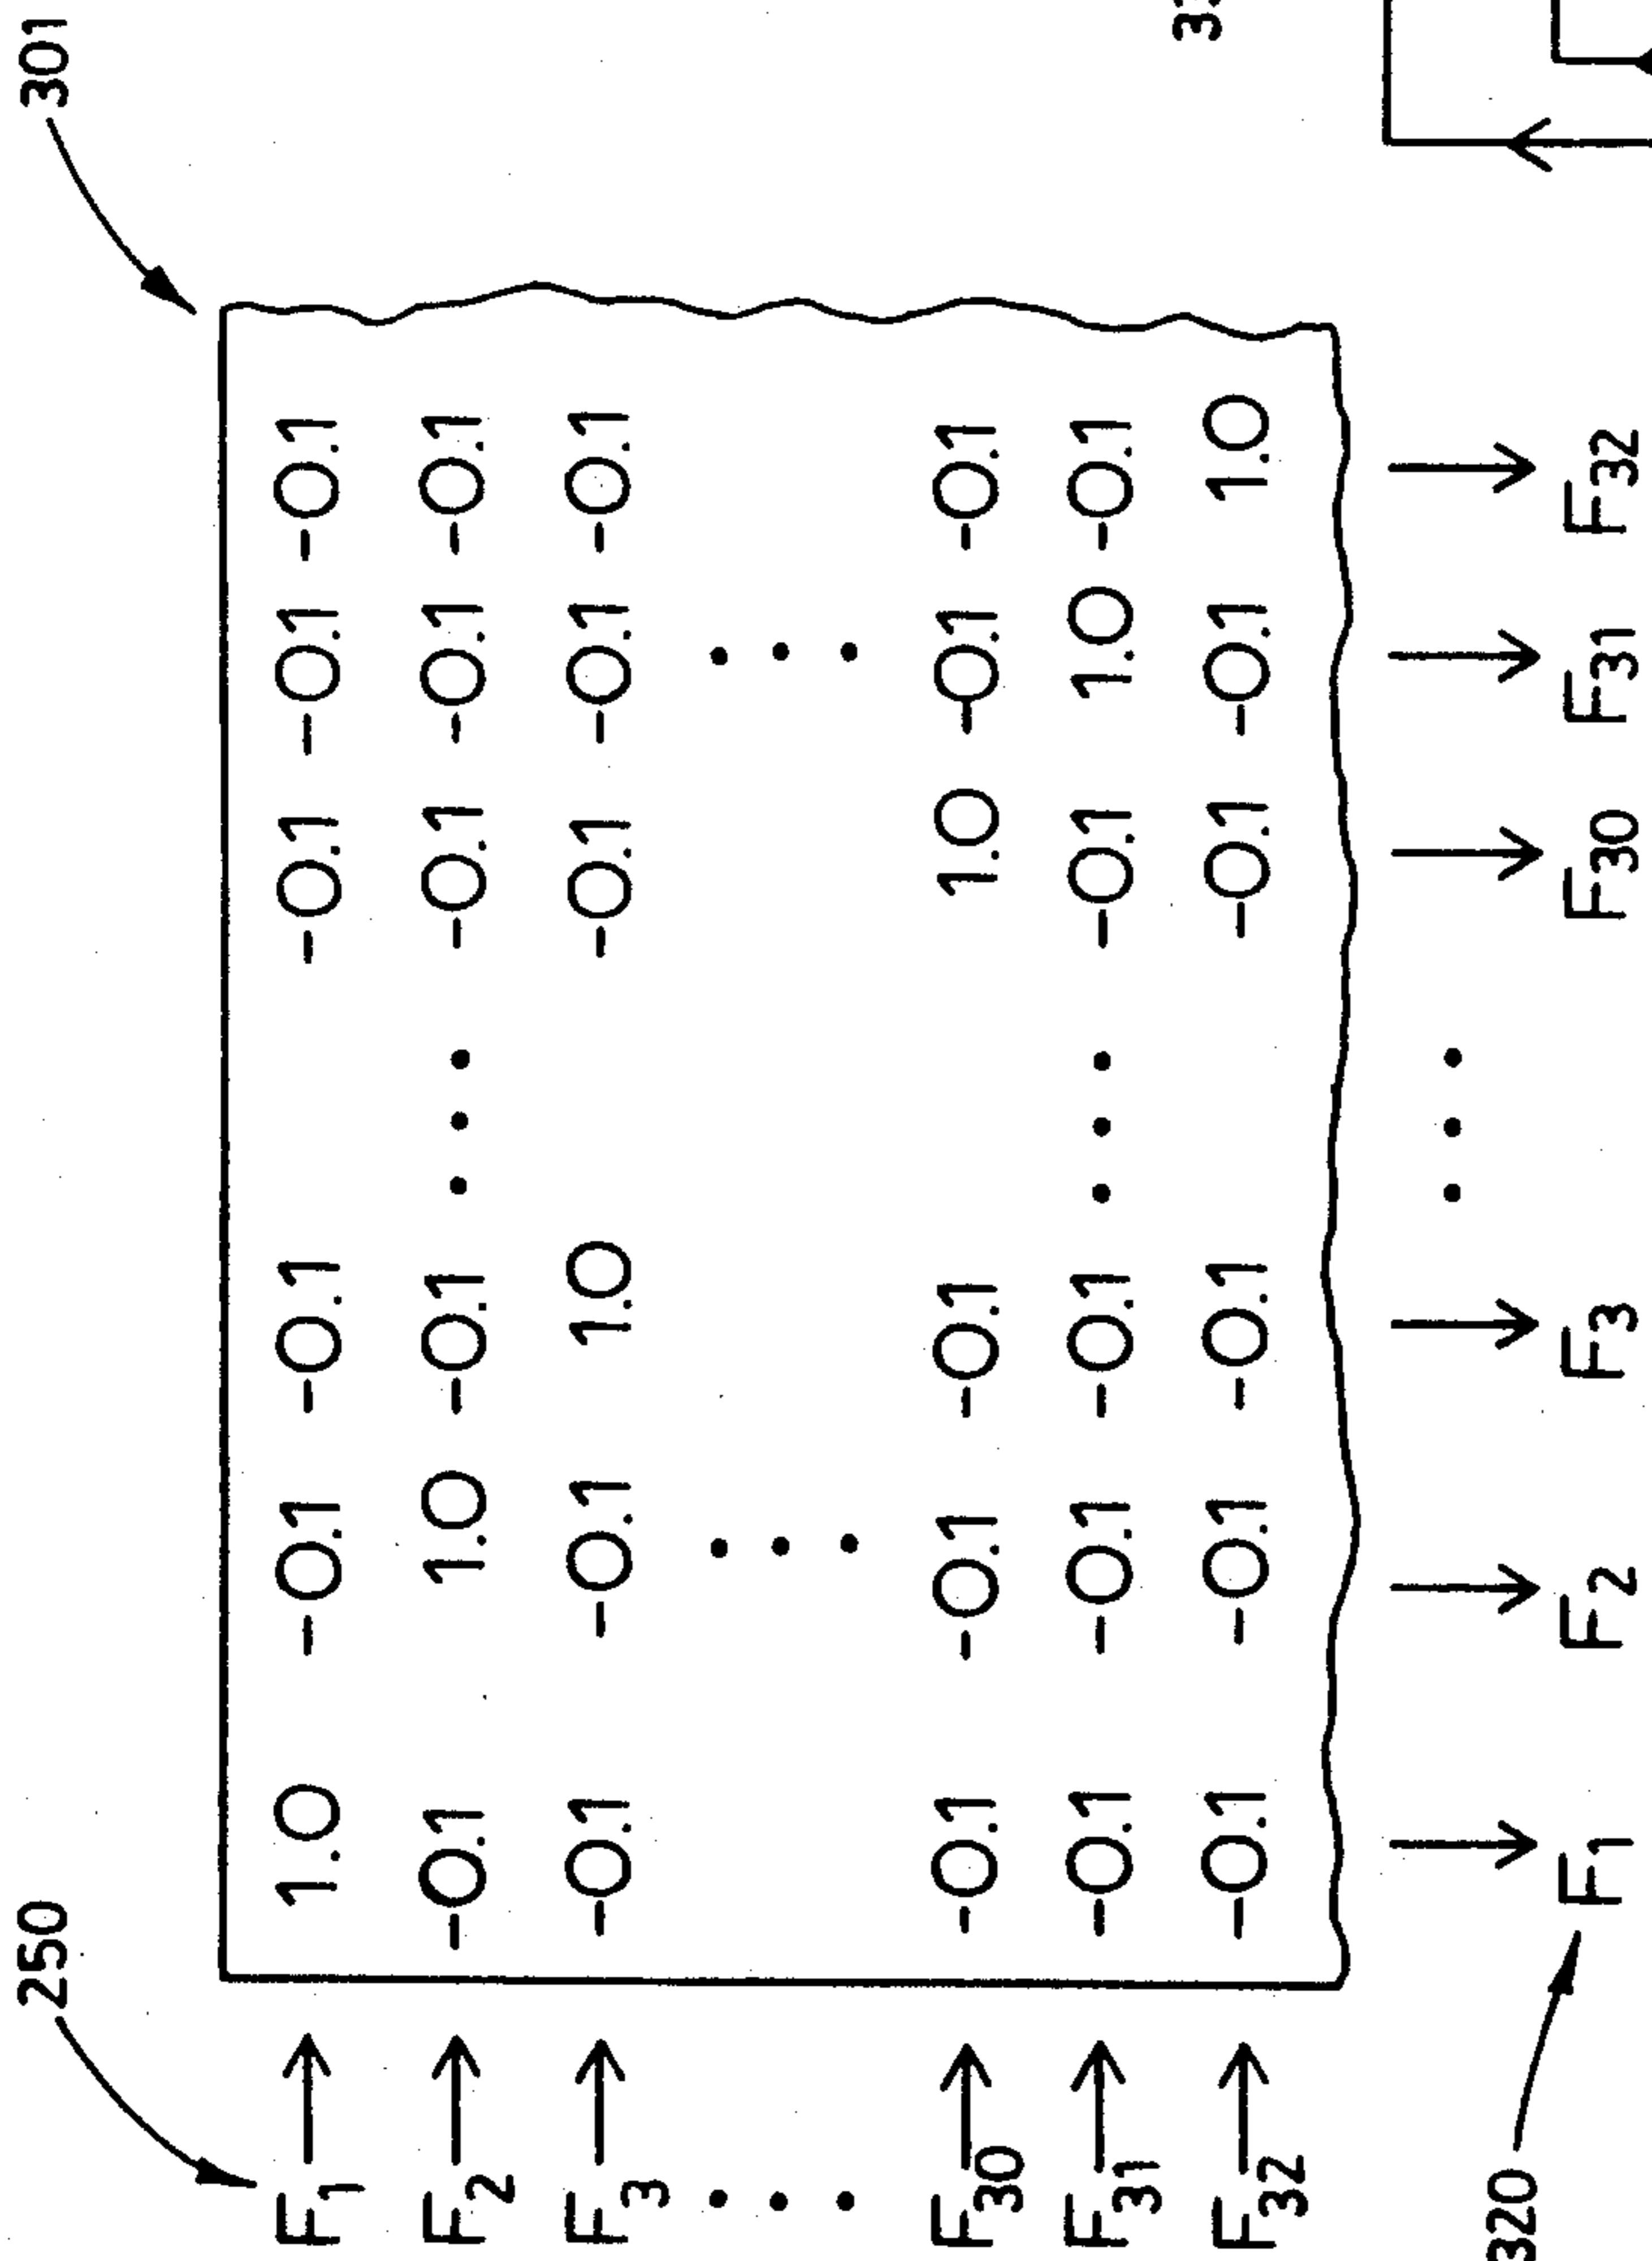 250
301
F1 1.0 -0.1 -0.1 -0.1 -0.1 -0.1
F2 -0.1 1.0 -0.1 • • • -0.1 -0.1 -0.1
F3 -0.1 -0.1 1.0 -0.1 -0.1 -0.1
F30 -0.1 -0.1 -0.1 1.0 -0.1 -0.1
F31 -0.1 -0.1 -0.1 • • • -0.1 1.0 -0.1
F32 -0.1 -0.1 -0.1 -0.1 -0.1 1.0
320
F1 F2 F3 • • • F30 F31 F32